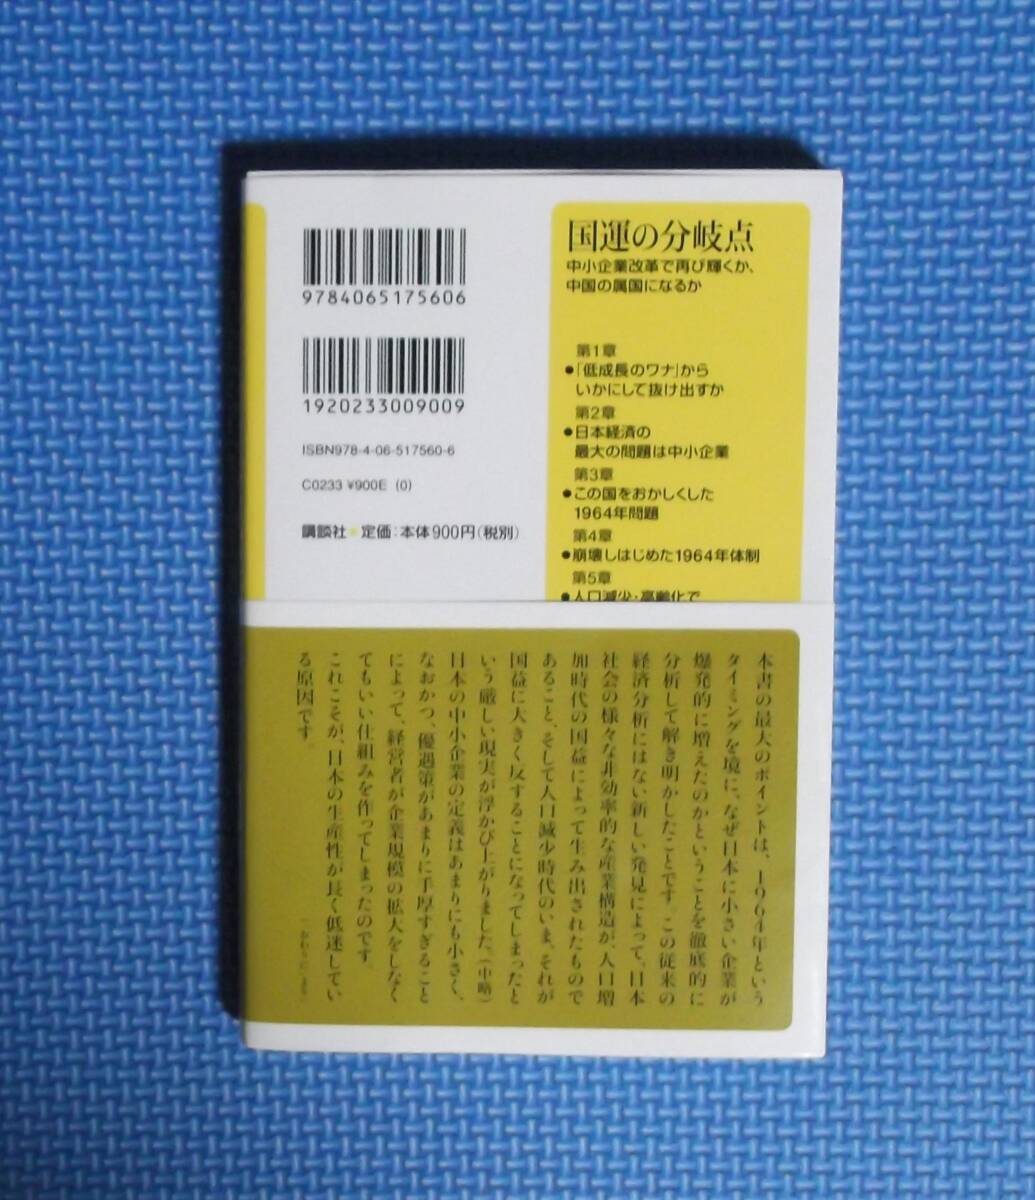 9784065175606
1920233009009
ISBN978-4-06-517560-6
C0233 ¥900E (0)
講談社 定価:本体900円(税別)
国運の分岐点
中小企業改革で再び輝くか、
中国の属国になるか
第1章
●「低成長のワナ」から
いかにして抜け出すか
第2章
●日本経済の
最大の問題は中小企業
第3章
●この国をおかしくした
1964年問題
第4章
●崩壊しはじめた1964年体制
第5章
●人口減少・高齢化で
本書の最大のポイントは、1964年という
タイミングを境に、なぜ日本に小さい企業が
爆発的に増えたのかということを徹底的に
分析して解き明かしたことです。この従来の
経済分析にはない新しい発見によって、日本
社会の様々な非効率的な産業構造が、人口増
加時代の国益によって生み出されたもので
あること、そして人口減少時代のいま、それが
国益に大きく反することになってしまったと
いう厳しい現実が浮かび上がりました。(中略)
日本の中小企業の定義はあまりにも小さく、
なおかつ、優遇策があまりに手厚すぎること
によって、経営者が企業規模の拡大をしなく
てもいい仕組みを作ってしまったのです。
これこそが、日本の生産性が長く低迷してい
る原因です。